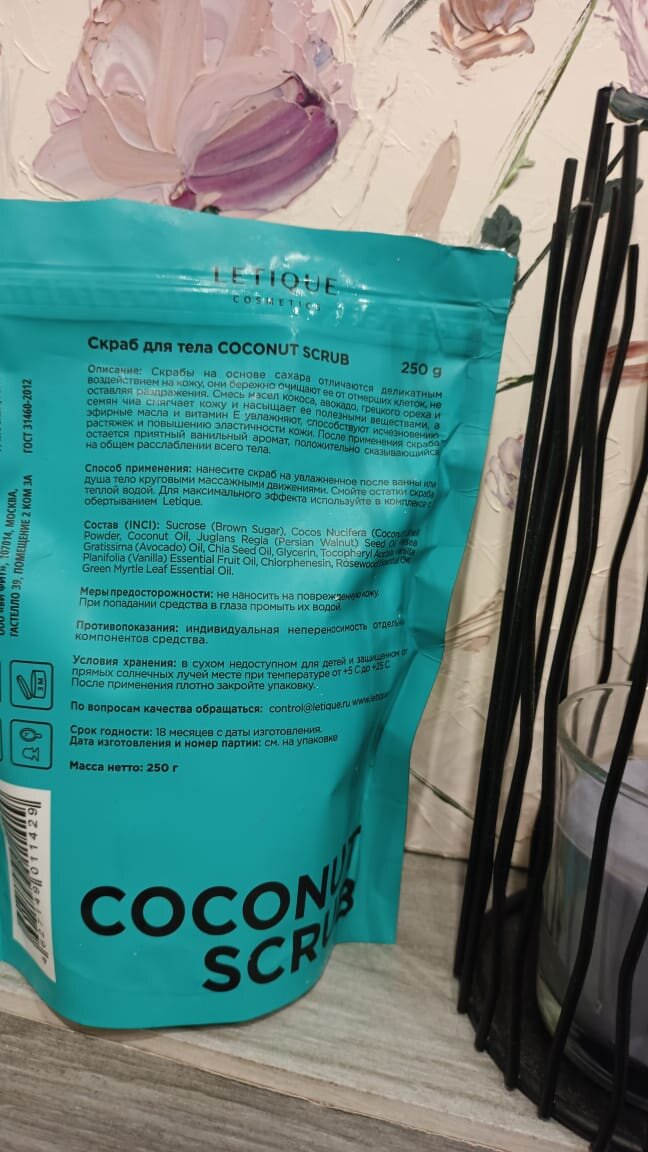 LETIQUE
COSMETICS
Скраб для тела COCONUT SCRUB
250 g
Описание: Скрабы на основе сахара отличаются деликатным
воздействием на кожу, они бережно очищают ее от отмерших клеток, не
оставляя раздражения. Смесь масел кокоса, авокадо, грецкого ореха и
семян чиа смягчает кожу и насыщает ее полезными веществами, а
эфирные масла и витамин Е увлажняют, способствуют исчезновению
растяжек и повышению эластичности кожи. После применения скраба
остается приятный ванильный аромат, положительно сказывающийся
на общем расслаблении всего тела.
Способ применения: нанесите скраб на увлажненное после ванны или
душа тело круговыми массажными движениями. Смойте остатки скраба
теплой водой. Для максимального эффекта используйте в комплексе с
обертыванием Letique.
Состав (INCI): Sucrose (Brown Sugar), Cocos Nucifera (Coconut)
Powder, Coconut Oil, Juglans Regia (Persian Walnut) Seed Oil
Gratissima (Avocado) Oil, Chia Seed Oil, Glycerin, Tocopheryl
Planifolia (Vanilla) Essential Fruit Oil, Chlorphenesin, Rosewood Essential Oil
Green Myrtle Leaf Essential Oil.
Меры предосторожности: не наносить на поврежденную кожу.
При попадании средства в глаза промыть их водой.
Противопоказания: индивидуальная непереносимость
компонентов средства.
Условия хранения: в сухом недоступном для детей и защищенном от
прямых солнечных лучей месте при температуре от +5 С до +25 С.
После применения плотно закройте упаковку.
По вопросам качества обращаться: control@letique.ru
Срок годности: 18 месяцев с даты изготовления.
Дата изготовления и номер партии: см. на упаковке
Масса нетто: 250 г
COCONUT
SCRUB
ГОСТ 31460-2012
107014, МОСКВА,
ГАСТЕЛЛО 39, ПОМЕЩЕНИЕ 2 КОМ 3А
3 М
4 627149 011429